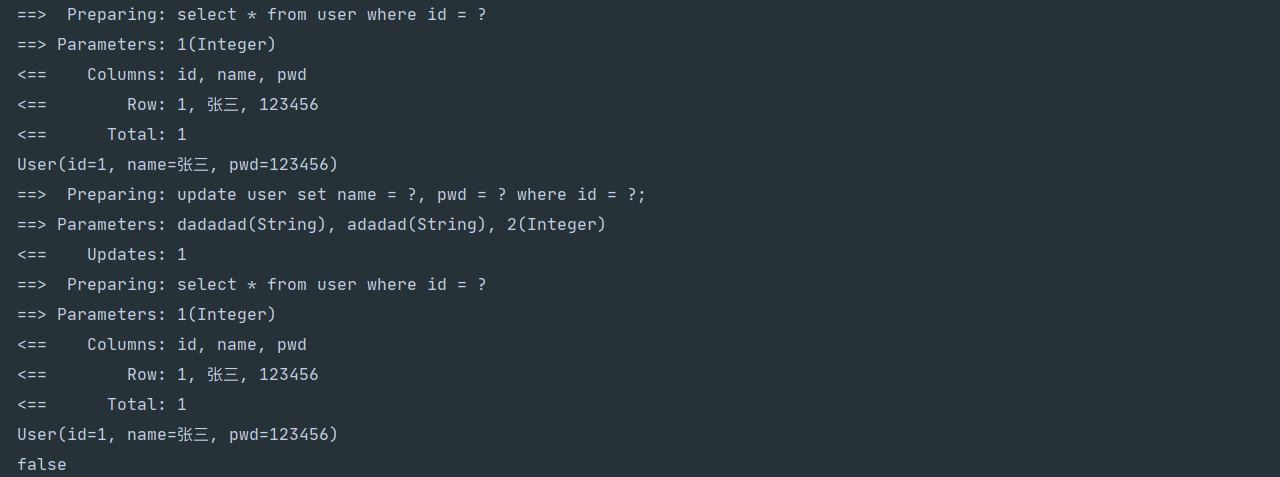 ==>  Preparing: select * from user where id = ?
==> Parameters: 1(Integer)
<==    Columns: id, name, pwd
<==        Row: 1, 张三, 123456
<==      Total: 1
User(id=1, name=张三, pwd=123456)
==>  Preparing: update user set name = ?, pwd = ? where id = ?;
==> Parameters: dadadad(String), adadad(String), 2(Integer)
<==    Updates: 1
==>  Preparing: select * from user where id = ?
==> Parameters: 1(Integer)
<==    Columns: id, name, pwd
<==        Row: 1, 张三, 123456
<==      Total: 1
User(id=1, name=张三, pwd=123456)
false